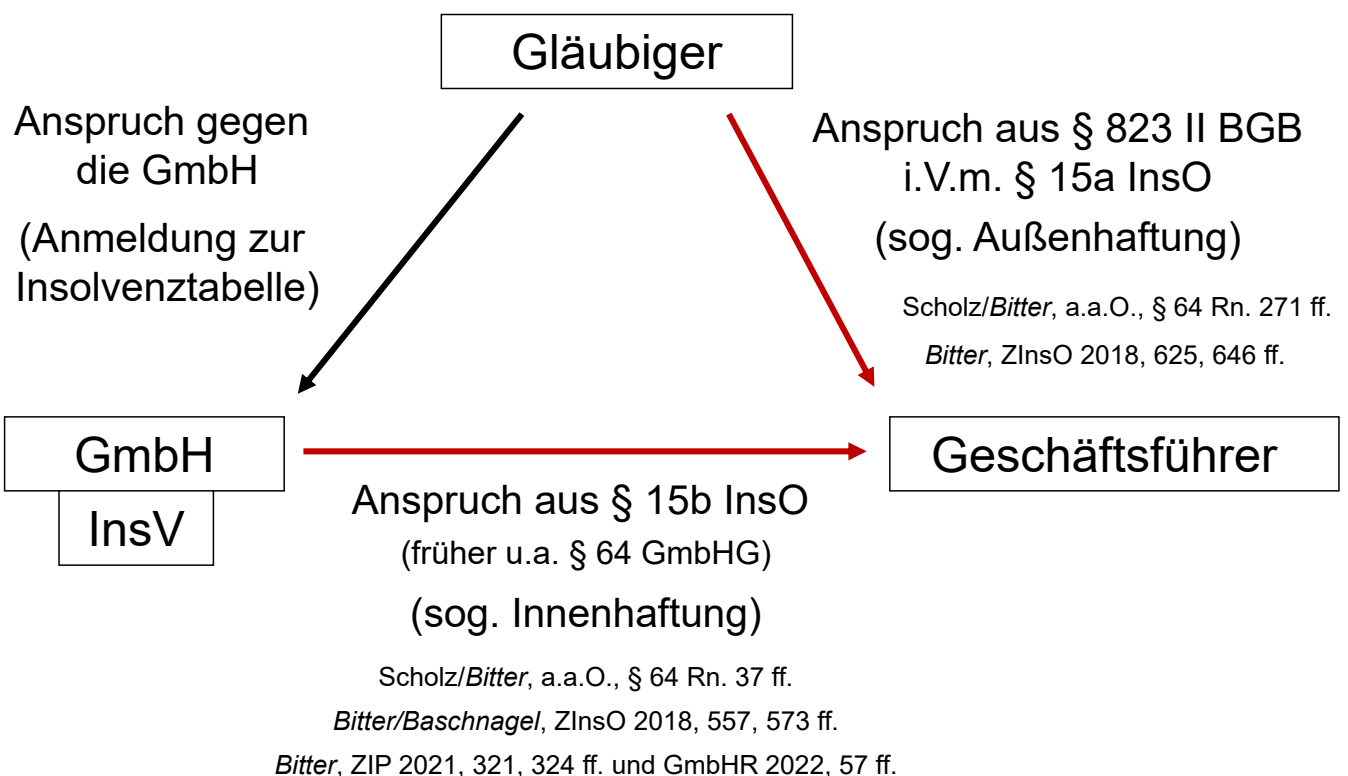 Gläubiger
Anspruch gegen
die GmbH
(Anmeldung zur
Insolvenztabelle)
Anspruch aus § 823 II BGB
i.V.m. § 15a InsO
(sog. Außenhaftung)
Scholz/Bitter, a.a.O., § 64 Rn. 271 ff.
Bitter, ZInsO 2018, 625, 646 ff.
GmbH
InsV
Geschäftsführer
Anspruch aus § 15b InsO
(früher u.a. § 64 GmbHG)
(sog. Innenhaftung)
Scholz/Bitter, a.a.O., § 64 Rn. 37 ff.
Bitter/Baschnagel, ZInsO 2018, 557, 573 ff.
Bitter, ZIP 2021, 321, 324 ff. und GmbHR 2022, 57 ff.